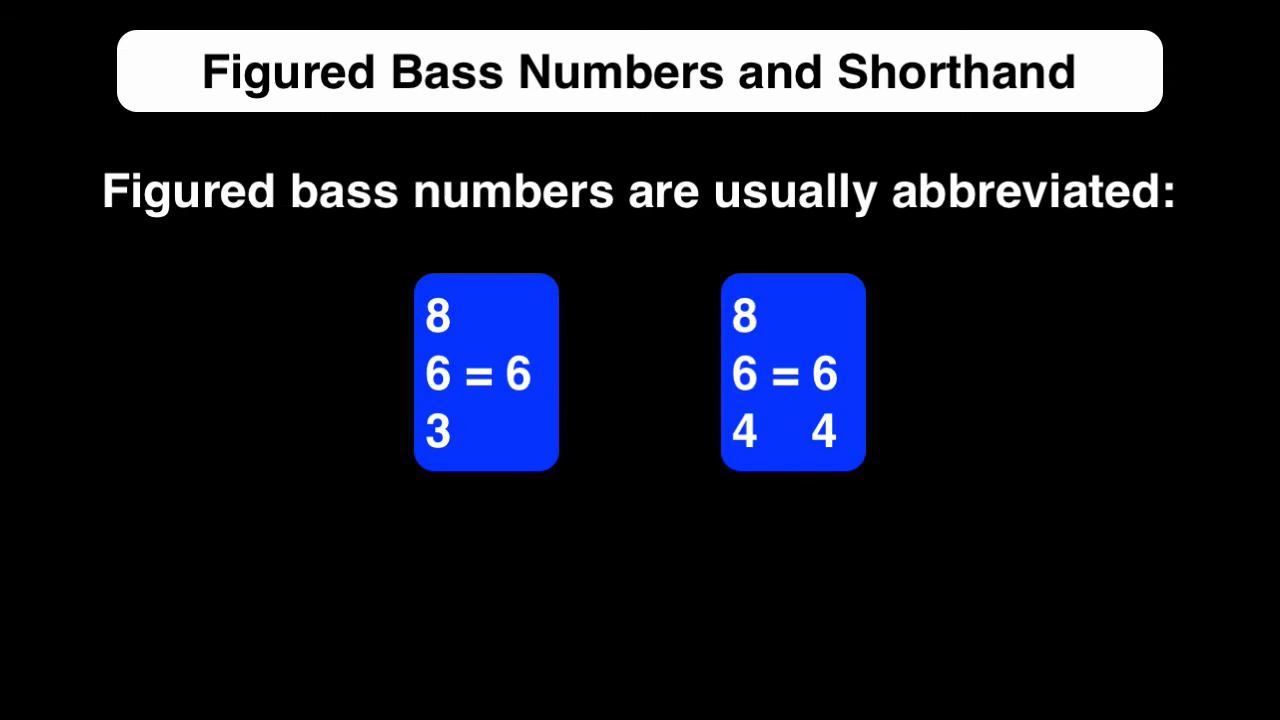 Figured Bass Numbers and Shorthand
Figured bass numbers are usually abbreviated:
8
6 = 6
3
8
6 = 6
4 4